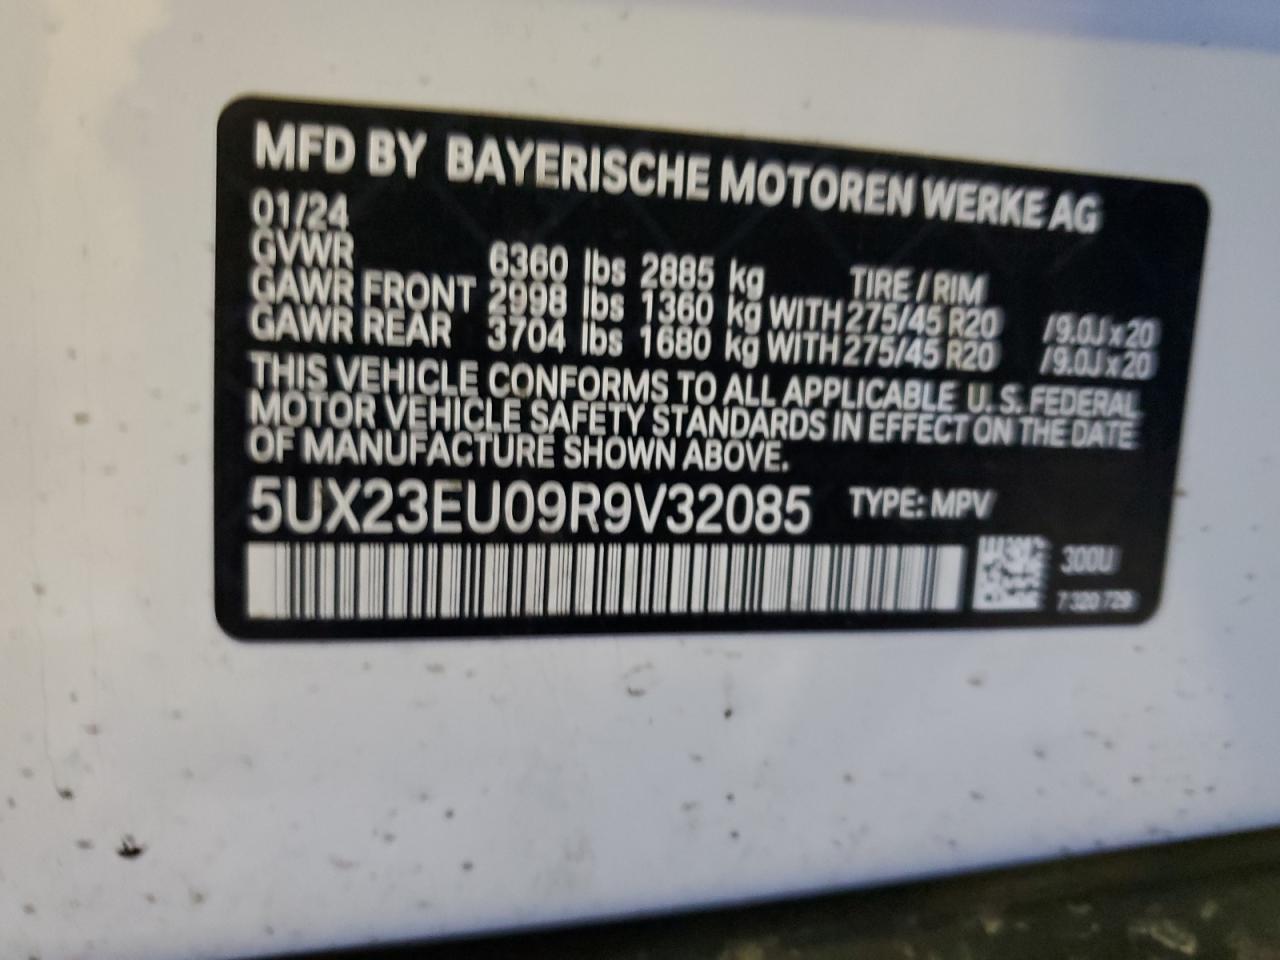 MFD BY BAYERISCHE MOTOREN WERKE AG
01/24
GVWR 6360 lbs 2885 kg TIRE / RIM
GAWR FRONT 2998 lbs 1360 kg WITH 275/45 R20 /9.0J x 20
GAWR REAR 3704 lbs 1680 kg WITH 275/45 R20 /9.0J x 20
THIS VEHICLE CONFORMS TO ALL APPLICABLE U. S. FEDERAL
MOTOR VEHICLE SAFETY STANDARDS IN EFFECT ON THE DATE
OF MANUFACTURE SHOWN ABOVE.
5UX23EU09R9V32085 TYPE: MPV
300U
7 320 729